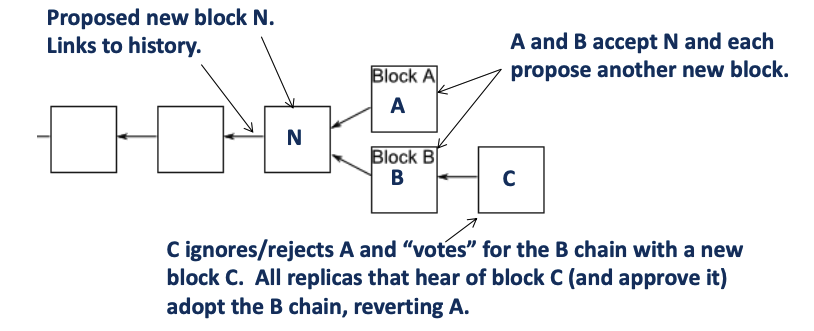 Proposed new block N.
Links to history.
A and B accept N and each
propose another new block.
Block A
A
N
Block B
B
C
C ignores/rejects A and “votes” for the B chain with a new
block C.  All replicas that hear of block C (and approve it)
adopt the B chain, reverting A.